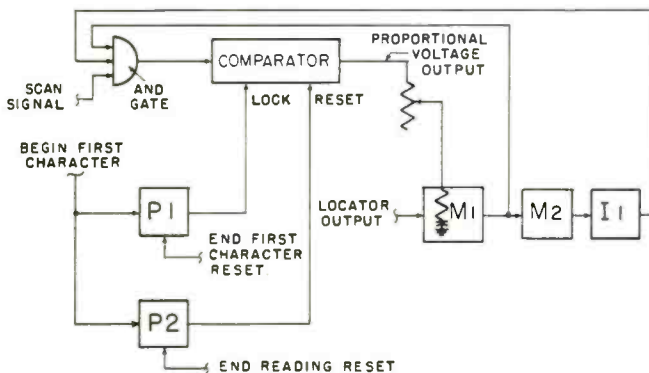 PROPORTIONAL
VOLTAGE
OUTPUT
COMPARATOR
SCAN
SIGNAL
AND
GATE
LOCK
RESET
BEGIN FIRST
CHARACTER
P1
LOCATOR
OUTPUT
M1
M2
I1
END FIRST
CHARACTER
RESET
P2
END READING RESET